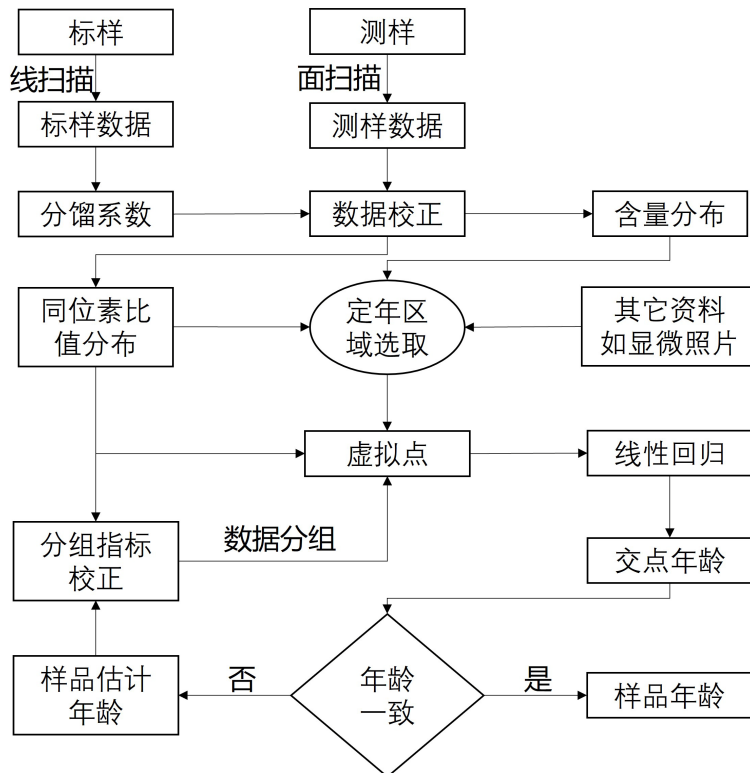 标样
测样
线扫描
面扫描
标样数据
测样数据
分馏系数
数据校正
含量分布
同位素比
值分布
定年区
域选取
其它资料
如显微照片
虚拟点
线性回归
分组指标
校正
数据分组
交点年龄
样品估计
年龄
否
年龄
一致
是
样品年龄